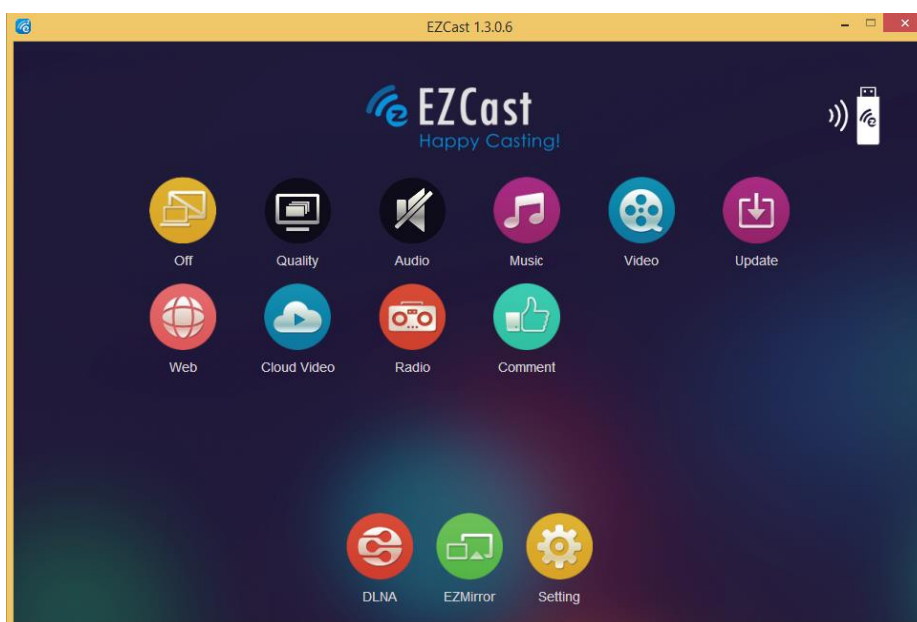 EZCast 1.3.0.6
EZCast
Happy Casting!
Off Quality Audio Music Video Update
Web Cloud Video Radio Comment
DLNA EZMirror Setting